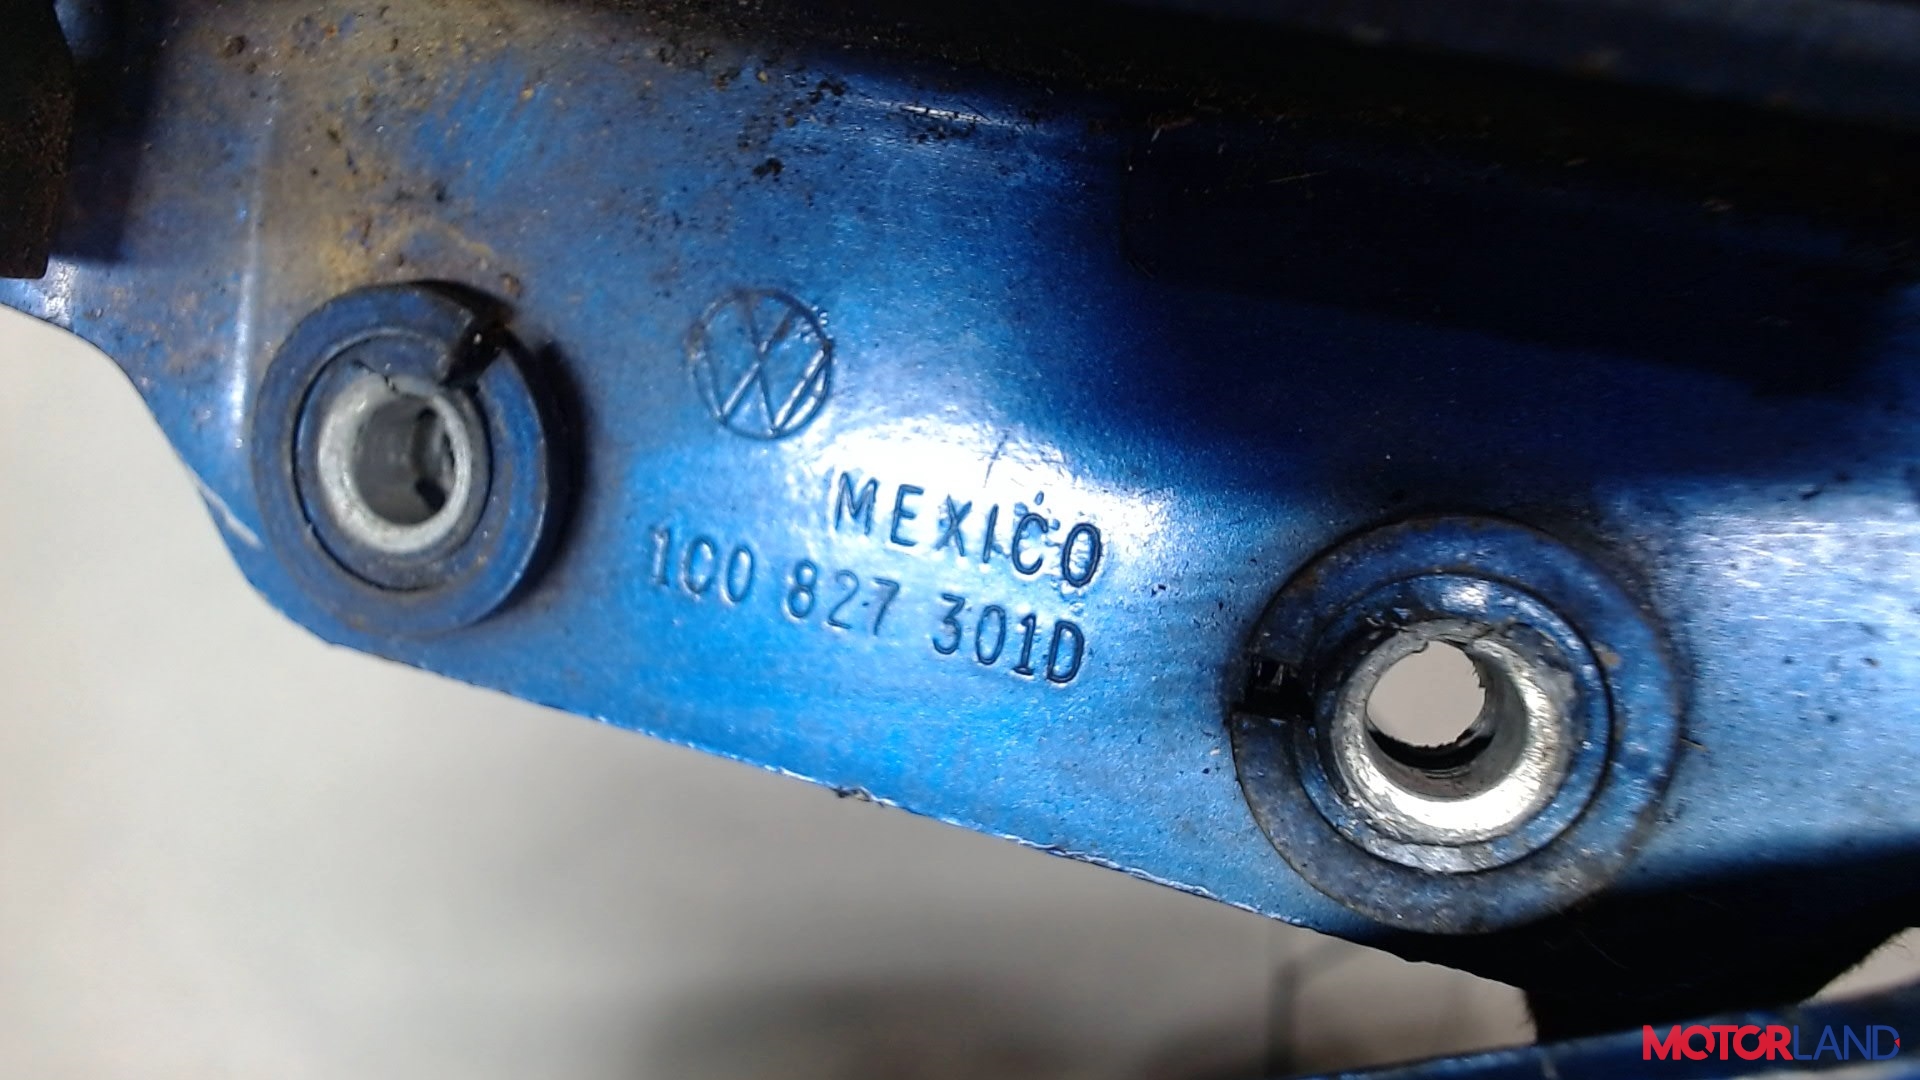 MEXICO
1C0 827 301D
MOTORLAND